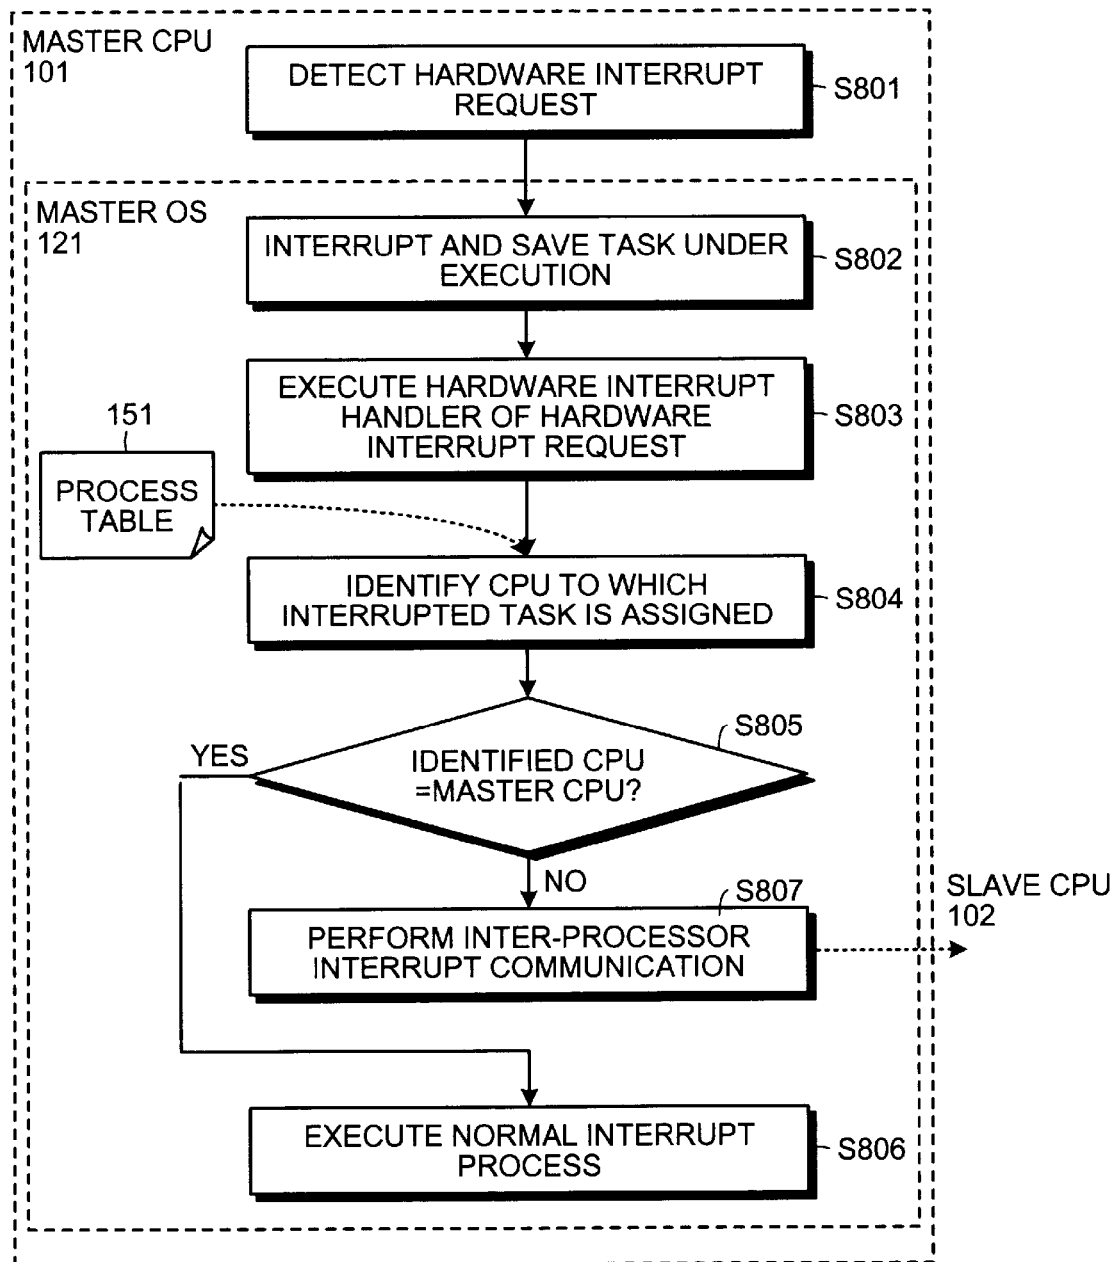 MASTER CPU
101
DETECT HARDWARE INTERRUPT
REQUEST
S801
MASTER OS
121
INTERRUPT AND SAVE TASK UNDER
EXECUTION
S802
EXECUTE HARDWARE INTERRUPT
HANDLER OF HARDWARE
INTERRUPT REQUEST
S803
151
PROCESS
TABLE
IDENTIFY CPU TO WHICH
INTERRUPTED TASK IS ASSIGNED
S804
S805
YES
IDENTIFIED CPU
=MASTER CPU?
NO
S807
SLAVE CPU
102
PERFORM INTER-PROCESSOR
INTERRUPT COMMUNICATION
EXECUTE NORMAL INTERRUPT
PROCESS
S806